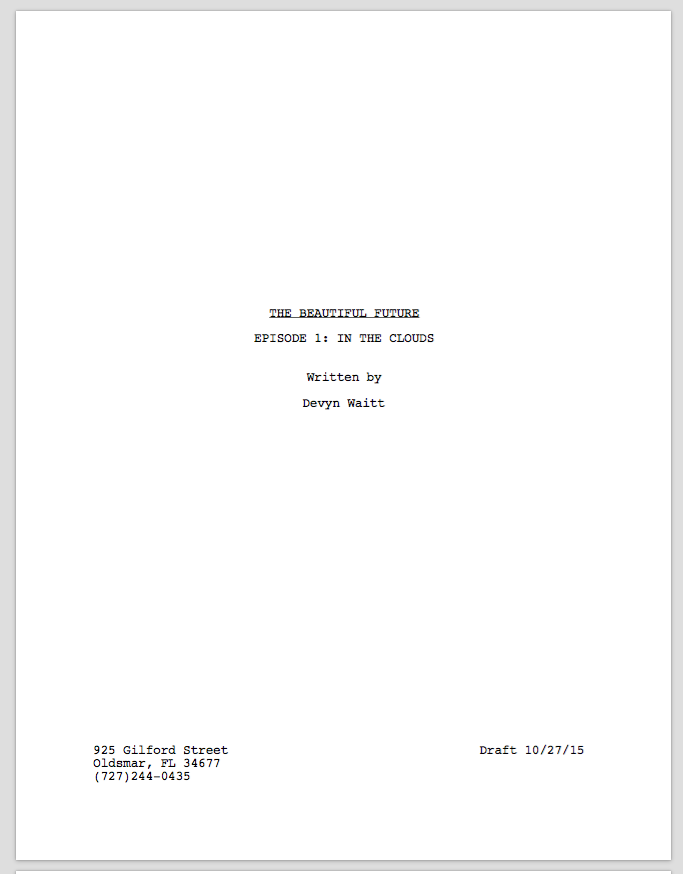 THE BEAUTIFUL FUTURE
EPISODE 1: IN THE CLOUDS
Written by
Devyn Waitt
925 Gilford Street
Oldsmar, FL 34677
(727)244-0435
Draft 10/27/15